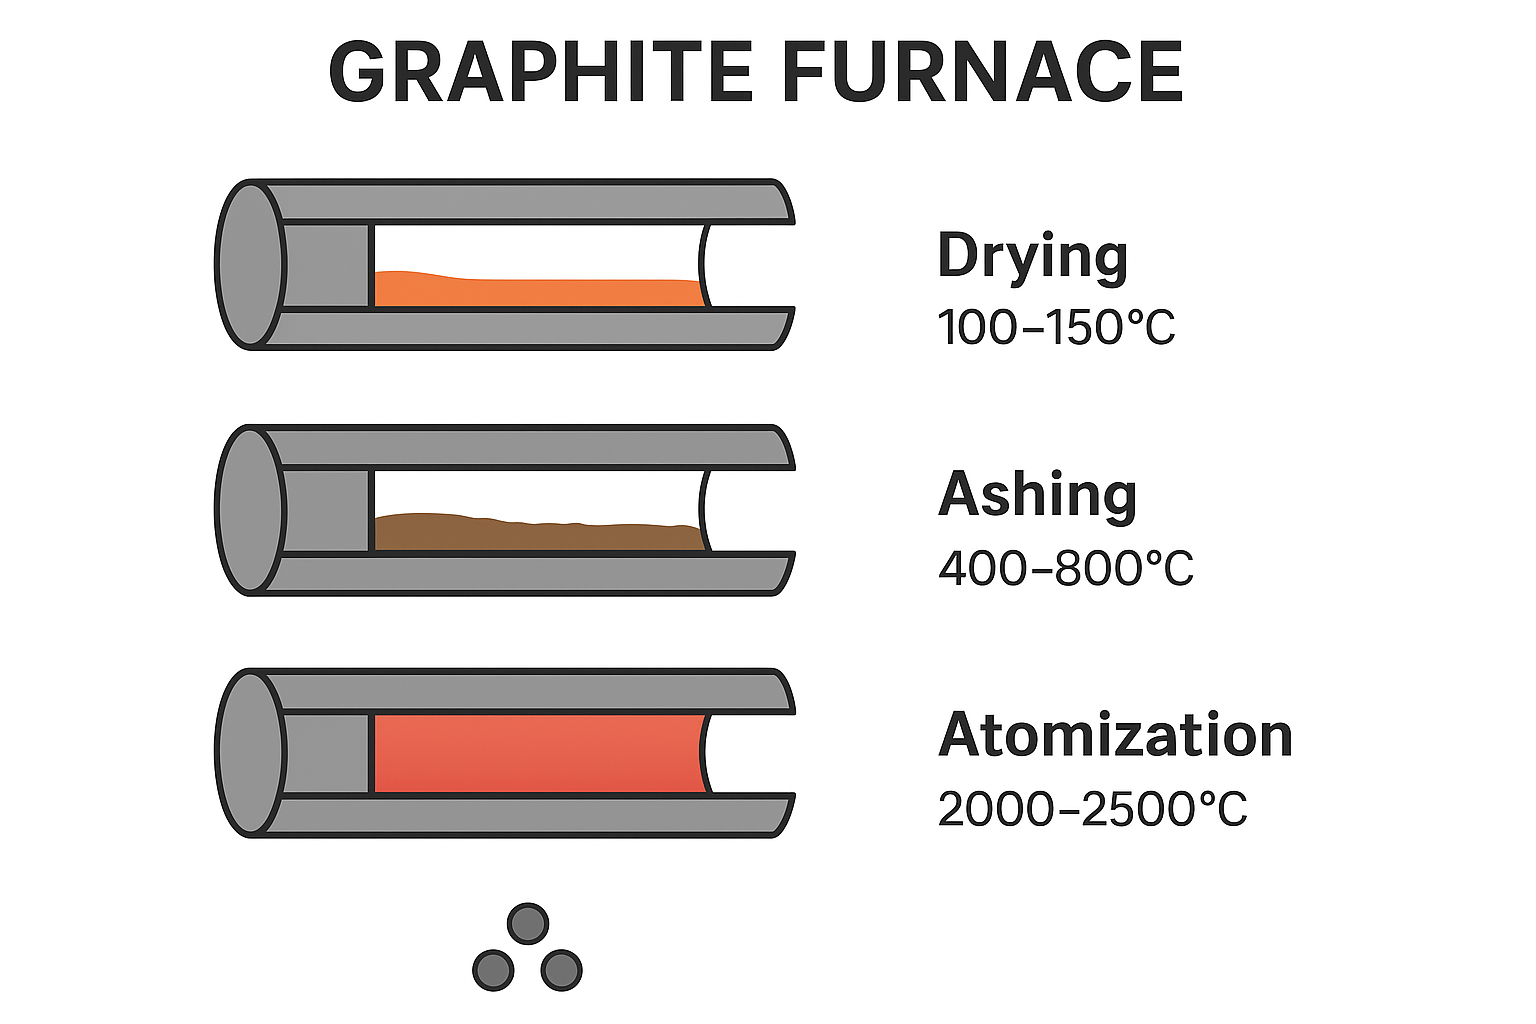 GRAPHITE FURNACE
Drying
100–150°C
Ashing
400–800°C
Atomization
2000–2500°C